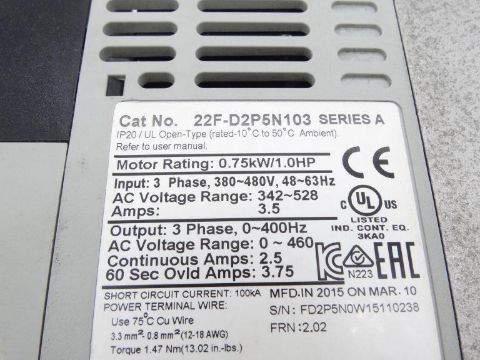 Cat No. 22F-D2P5N103 SERIES A
IP20 / UL Open-Type (rated-10°C to 50°C Ambient).
Refer to user manual.
Motor Rating: 0.75kW/1.0HP
CE
Input: 3 Phase, 380~480V, 48~63Hz
AC Voltage Range: 342~528
Amps: 3.5
C UL US
LISTED
IND. CONT. EQ.
3KA0
Output: 3 Phase, 0~400Hz
AC Voltage Range: 0 ~ 460
Continuous Amps: 2.5
60 Sec Ovld Amps: 3.75
N223
EAC
SHORT CIRCUIT CURRENT: 100kA
MFD.IN 2015 ON MAR. 10
POWER TERMINAL WIRE:
S/N: FD2P5N0W15110238
Use 75°C Cu Wire
FRN: 2.02
3.3 mm²- 0.8 mm² (12-18 AWG)
Torque 1.47 Nm(13.02 in.-lbs.)